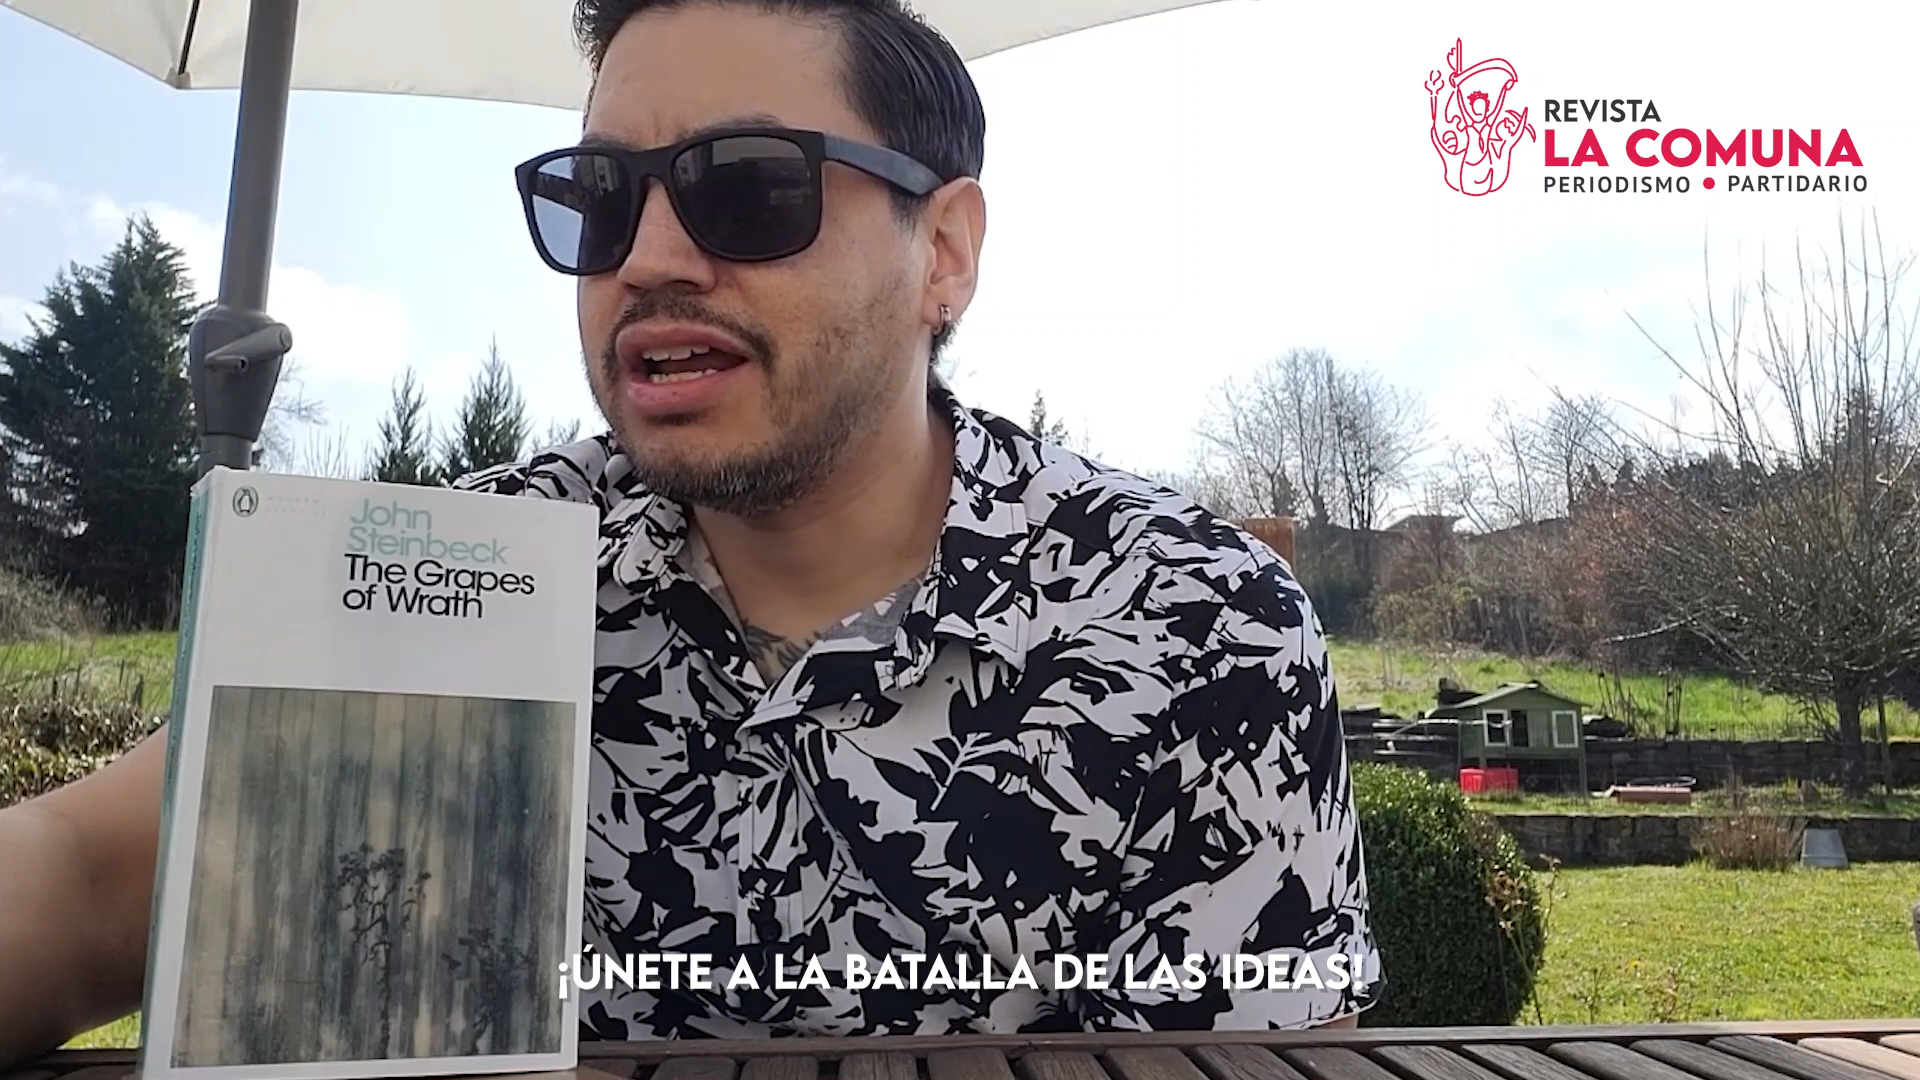 REVISTA
LA COMUNA
PERIODISMO • PARTIDARIO
John
Steinbeck
The Grapes
of Wrath
¡ÚNETE A LA BATALLA DE LAS IDEAS!